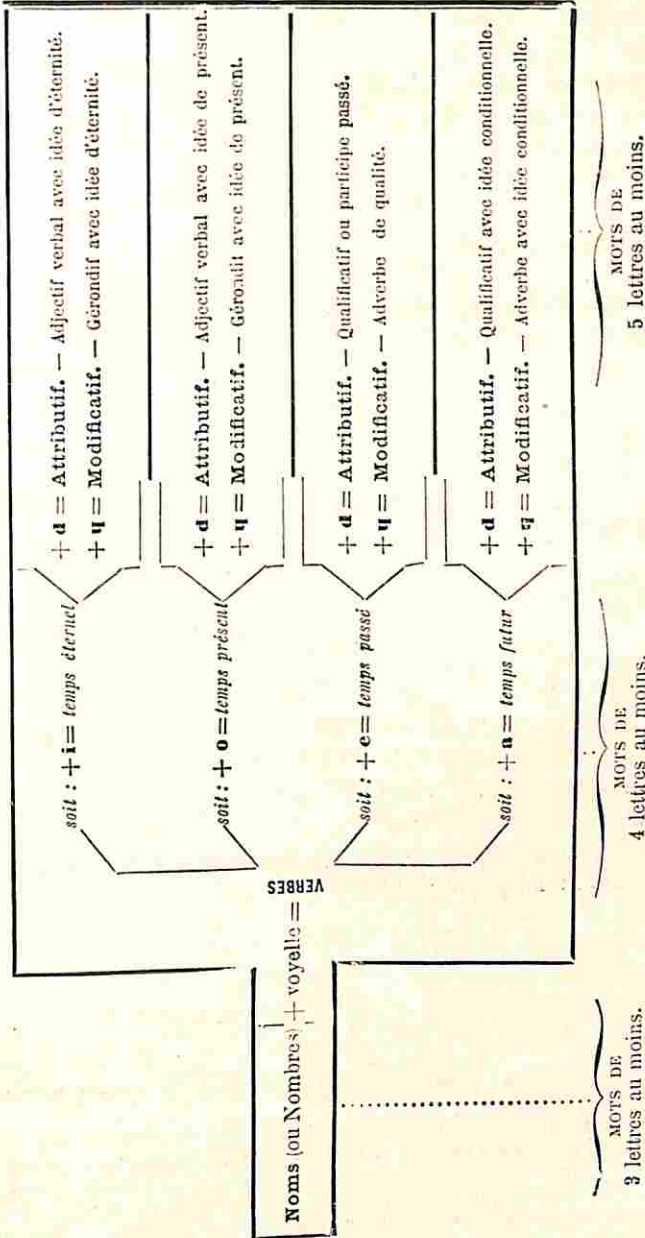 Noms (ou Nombres) + voyelle =
VERBES
soit : + i = temps éternel
+ d = Attributif. — Adjectif verbal avec idée d'éternité.
+ ɥ = Modificatif. — Gérondif avec idée d'éternité.
soit : + o = temps présent
+ d = Attributif. — Adjectif verbal avec idée de présent.
+ ɥ = Modificatif. — Gérondif avec idée de présent.
soit : + e = temps passé
+ d = Attributif. — Qualificatif ou participe passé.
+ ɥ = Modificatif. — Adverbe de qualité.
soit : + a = temps futur
+ d = Attributif. — Qualificatif avec idée conditionnelle.
+ ɥ = Modificatif. — Adverbe avec idée conditionnelle.
MOTS DE
3 lettres au moins.
MOTS DE
4 lettres au moins.
MOTS DE
5 lettres au moins.